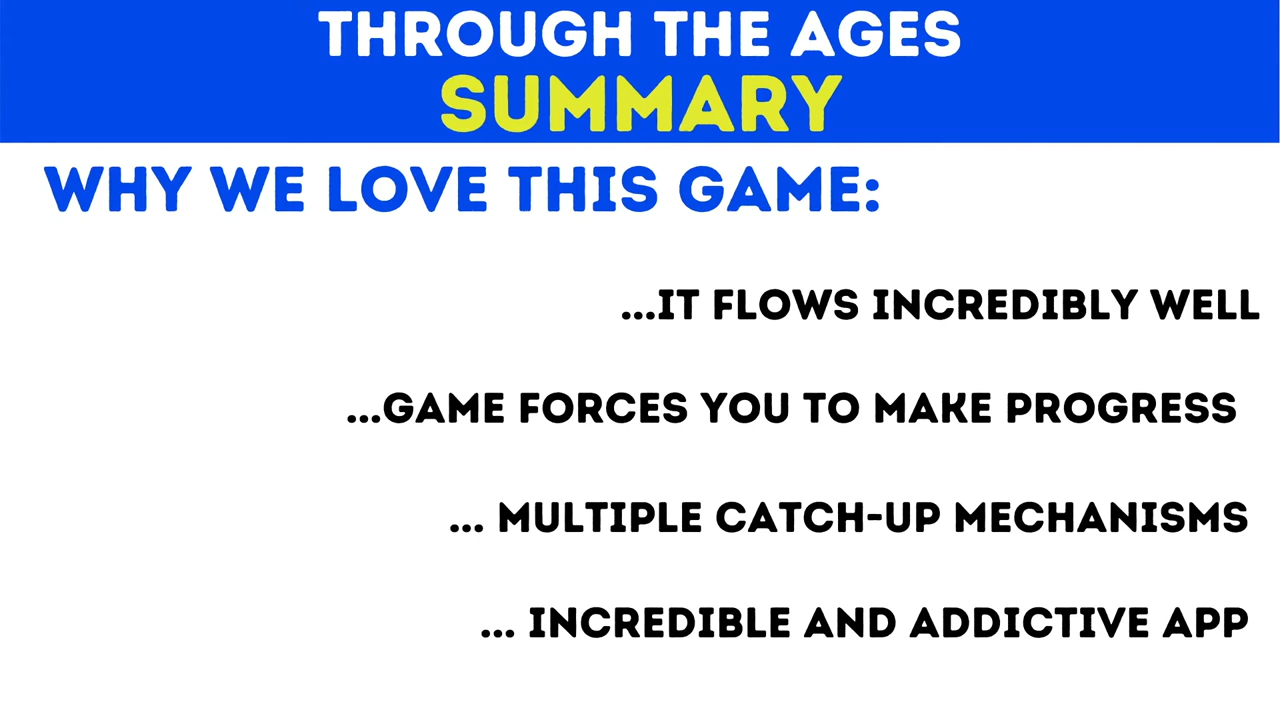 THROUGH THE AGES
SUMMARY
WHY WE LOVE THIS GAME:
...IT FLOWS INCREDIBLY WELL
...GAME FORCES YOU TO MAKE PROGRESS
... MULTIPLE CATCH-UP MECHANISMS
... INCREDIBLE AND ADDICTIVE APP